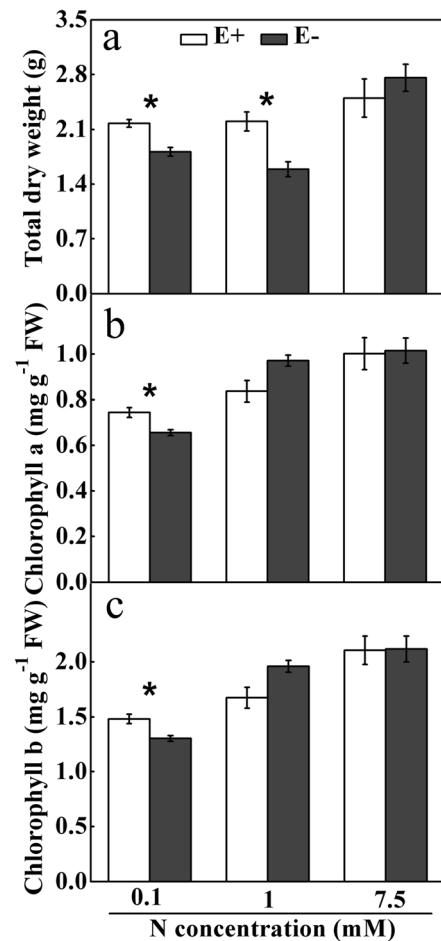 a
E+ E-
Total dry weight (g)
3.5
2.8
2.1
1.4
0.7
0.0
* *
b
Chlorophyll a (mg g⁻¹ FW)
1.0
0.8
0.6
0.4
0.2
0.0
*
c
Chlorophyll b (mg g⁻¹ FW)
2.0
1.5
1.0
0.5
0.0
*
0.1 1 7.5
N concentration (mM)